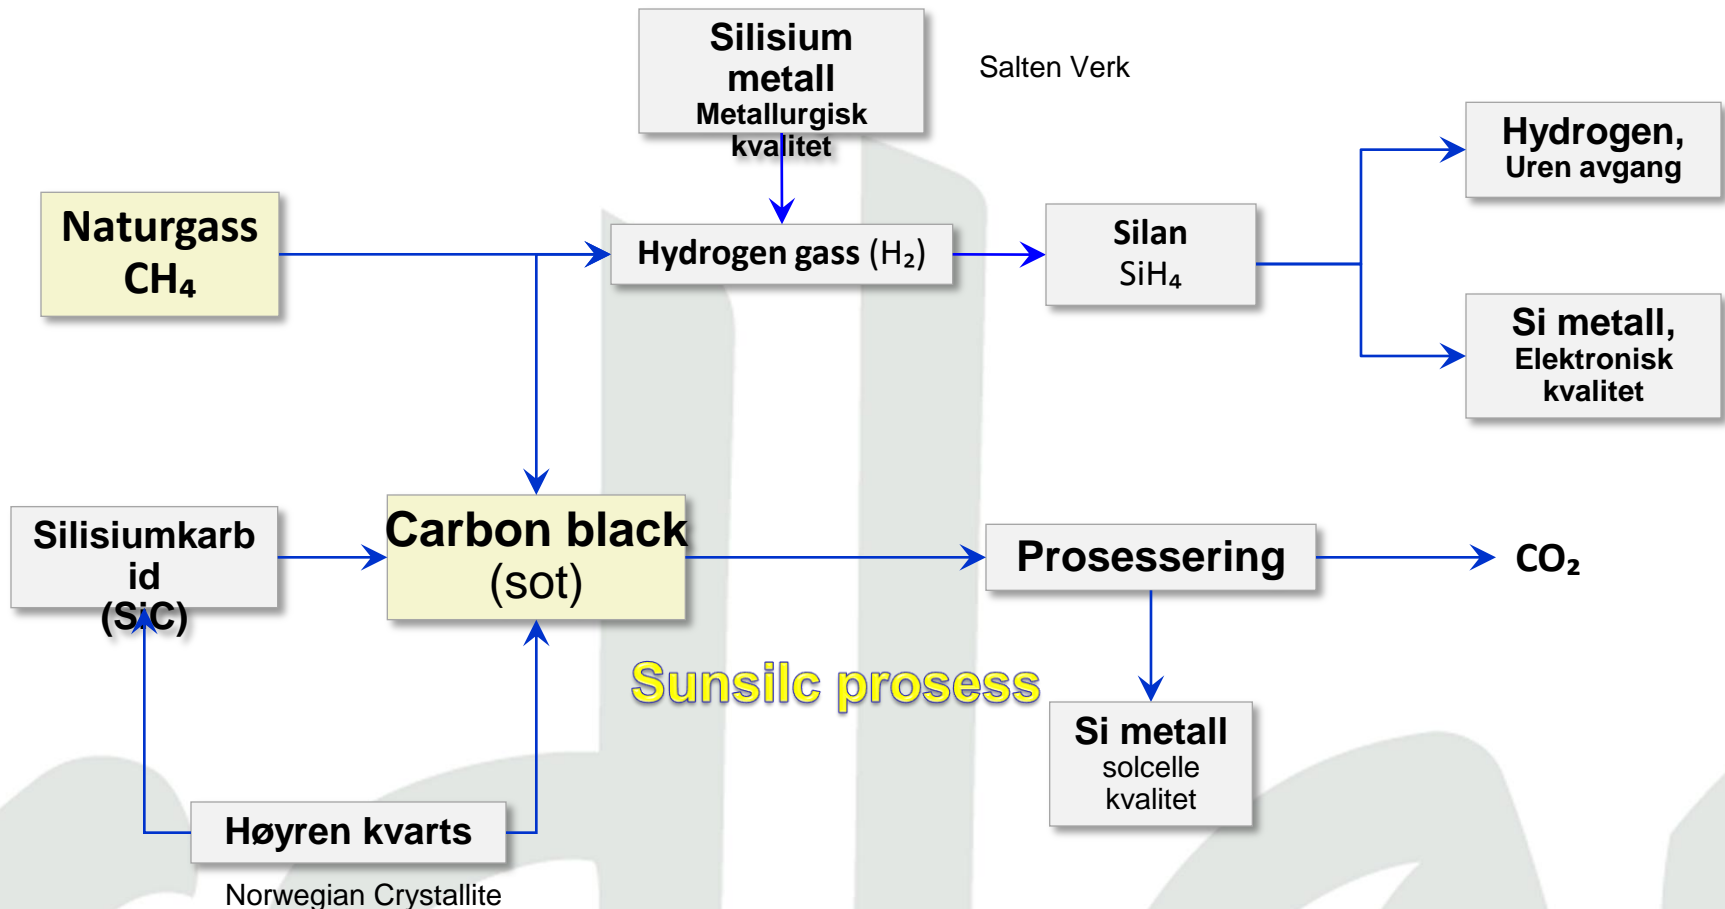 Silisium
metall
Metallurgisk
kvalitet
Salten Verk
Hydrogen,
Uren avgang
Naturgass
CH₄
Hydrogen gass (H₂)
Silan
SiH₄
Si metall,
Elektronisk
kvalitet
Silisiumkarb
id
(SiC)
Carbon black
(sot)
Prosessering
CO₂
Sunsilc prosess
Si metall
solcelle
kvalitet
Høyren kvarts
Norwegian Crystallite